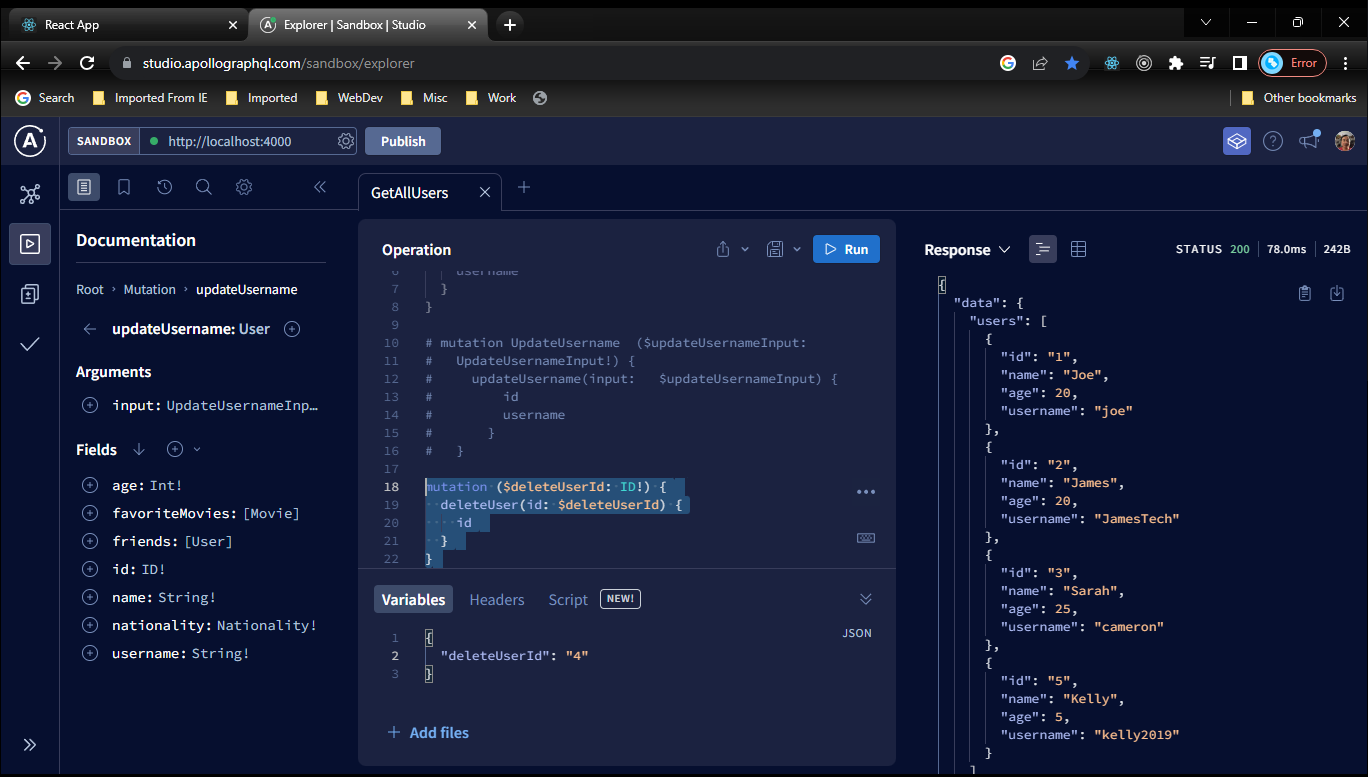 React App
Explorer | Sandbox | Studio
studio.apollographql.com/sandbox/explorer
Error
Search
Imported From IE
Imported
WebDev
Misc
Work
Other bookmarks
SANDBOX
http://localhost:4000
Publish
GetAllUsers
Documentation
Root › Mutation › updateUsername
updateUsername: User
Arguments
input: UpdateUsernameInp...
Fields
age: Int!
favoriteMovies: [Movie]
friends: [User]
id: ID!
name: String!
nationality: Nationality!
username: String!
Operation
Run
6 username
7 }
8 }
9
10 # mutation UpdateUsername ($updateUsernameInput:
11 # UpdateUsernameInput!) {
12 # updateUsername(input: $updateUsernameInput) {
13 # id
14 # username
15 # }
16 # }
17
18 mutation ($deleteUserId: ID!) {
19 deleteUser(id: $deleteUserId) {
20 id
21 }
22 }
Variables Headers Script NEW!
JSON
1 {
2 "deleteUserId": "4"
3 }
Add files
Response
STATUS 200 78.0ms 242B
{
"data": {
"users": [
{
"id": "1",
"name": "Joe",
"age": 20,
"username": "joe"
},
{
"id": "2",
"name": "James",
"age": 20,
"username": "JamesTech"
},
{
"id": "3",
"name": "Sarah",
"age": 25,
"username": "cameron"
},
{
"id": "5",
"name": "Kelly",
"age": 5,
"username": "kelly2019"
}
]